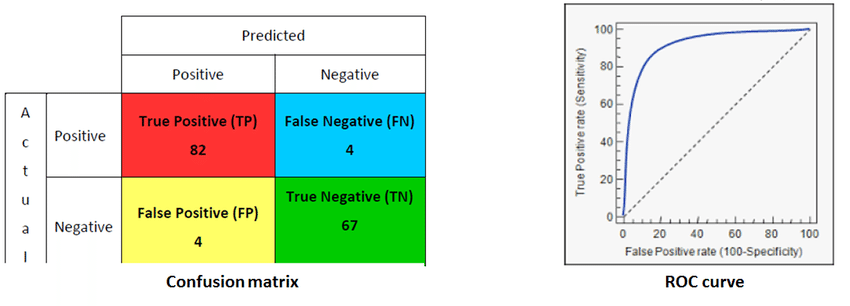 Predicted
Positive
Negative
Actual
Positive
True Positive (TP)
82
False Negative (FN)
4
Negative
False Positive (FP)
4
True Negative (TN)
67
Confusion matrix
True Positive rate (Sensitivity)
100
80
60
40
20
0
0 20 40 60 80 100
False Positive rate (100-Specificity)
ROC curve